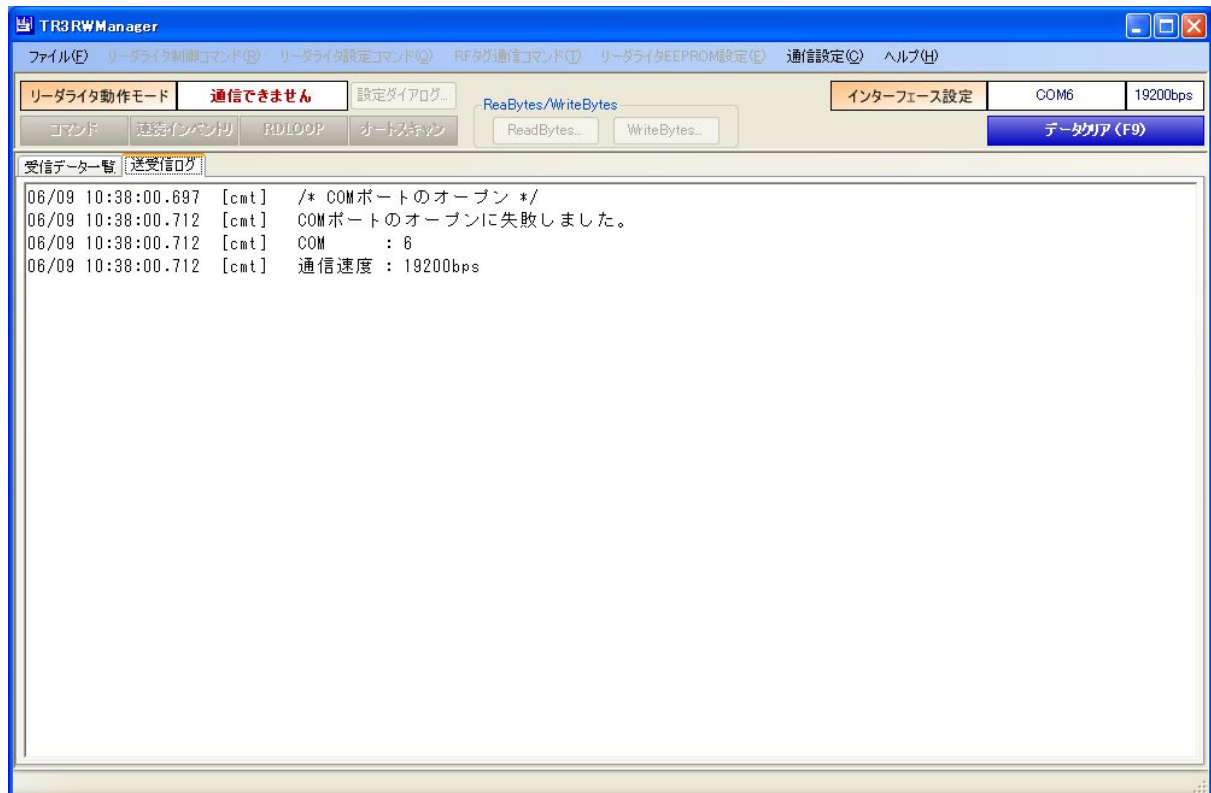 TR3RWManager
ファイル(F) リーダライタ制御コマンド(R) リーダライタ設定コマンド(Q) RFタグ通信コマンド(T) リーダライタEEPROM設定(E) 通信設定(C) ヘルプ(H)
リーダライタ動作モード 通信できません 設定ダイアログ... ReaBytes/WriteBytes インターフェース設定 COM6 19200bps
コマンド 連続インベントリ RDLOOP オートスキャン ReadBytes... WriteBytes... データクリア(F9)
受信データ一覧 送受信ログ
06/09 10:38:00.697 [cmt] /* COMポートのオープン */
06/09 10:38:00.712 [cmt] COMポートのオープンに失敗しました。
06/09 10:38:00.712 [cmt] COM : 6
06/09 10:38:00.712 [cmt] 通信速度 : 19200bps